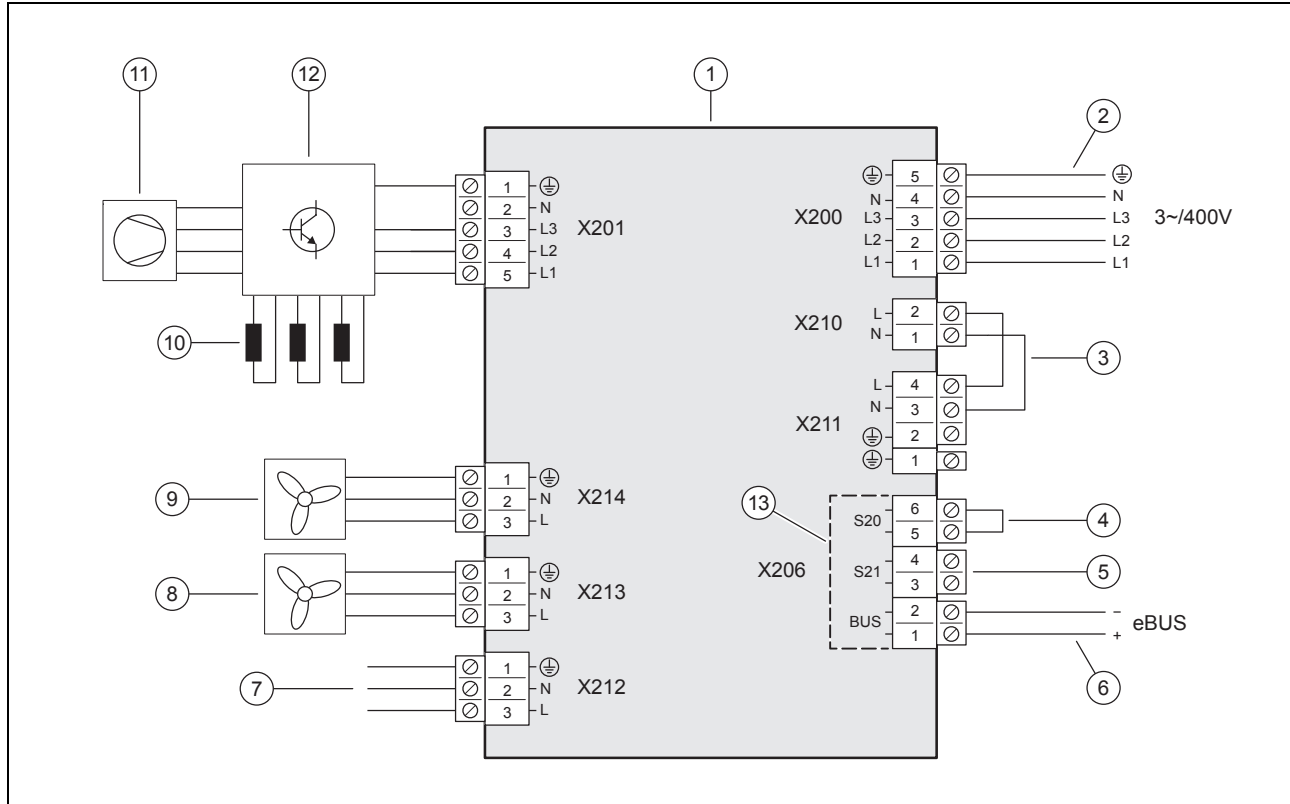 11
12
1
2
1
2 N
3 L3
4 L2
5 L1
X201
X200
5
N 4 N
L3 3 L3
L2 2 L2
L1 1 L1
3~/400V
10
X210
L 2
N 1
3
X211
L 4
N 3
2
1
9
1
2 N
3 L
X214
13
X206
S20
6
5
4
S21
4
3
5
BUS
2 –
1 +
eBUS
6
8
1
2 N
3 L
X213
7
1
2 N
3 L
X212